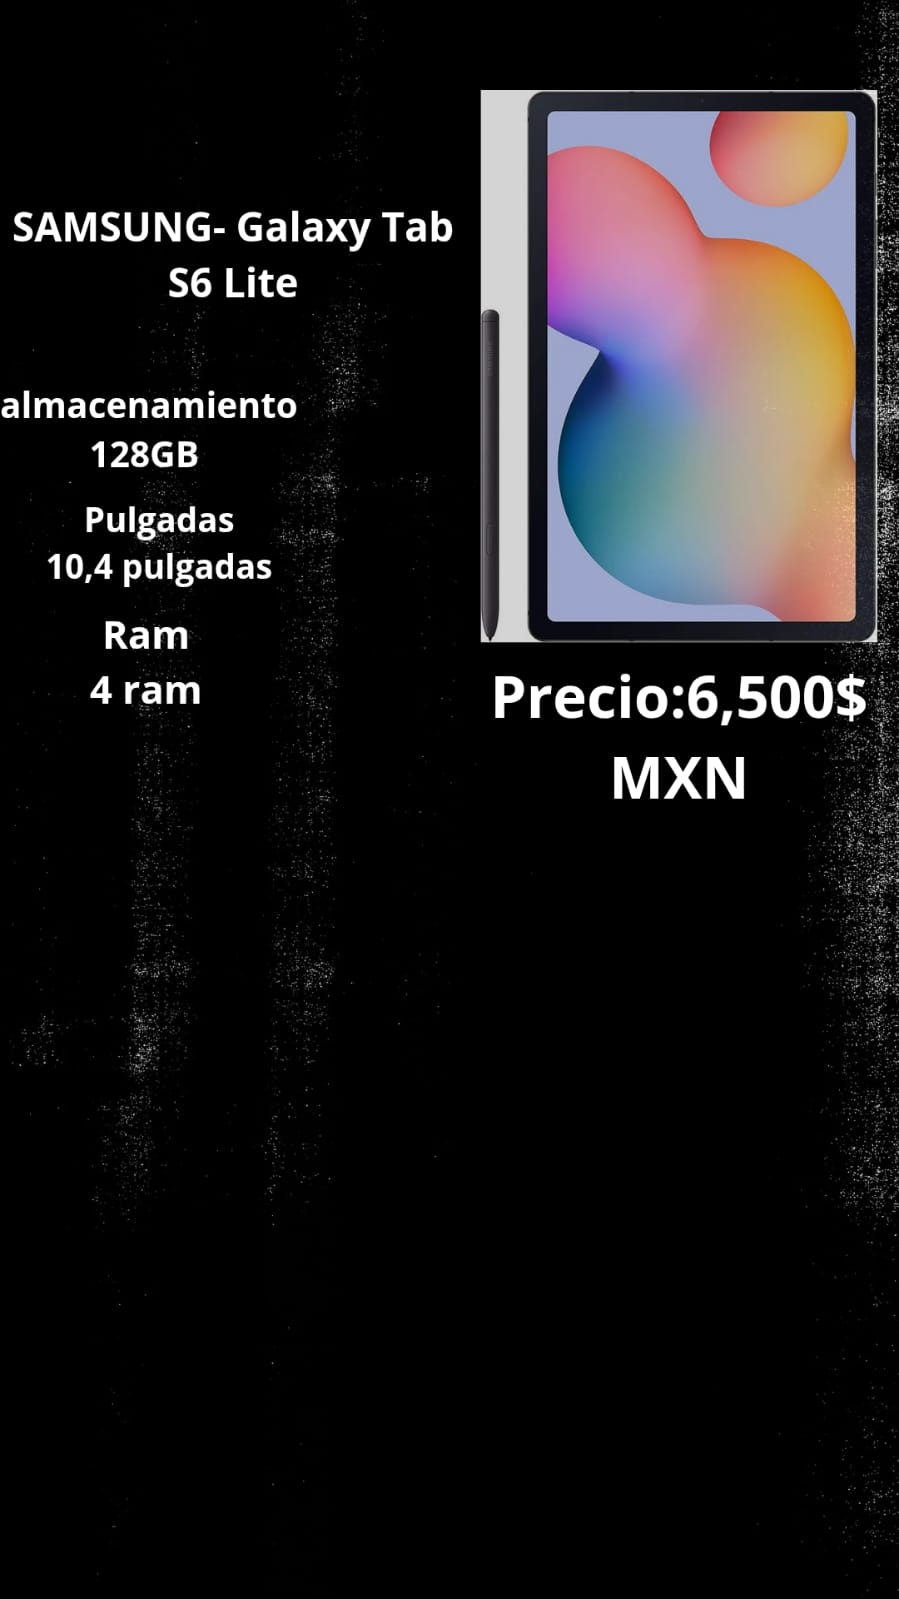 SAMSUNG- Galaxy Tab
S6 Lite
almacenamiento
128GB
Pulgadas
10,4 pulgadas
Ram
4 ram
Precio:6,500$
MXN